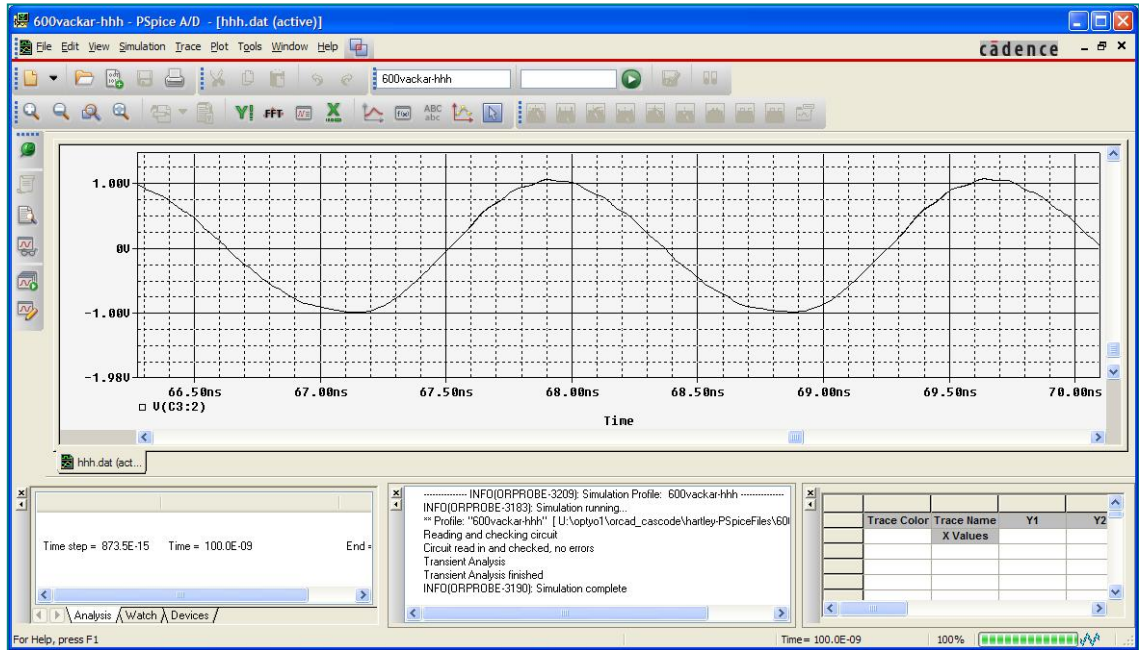 600vackar-hhh - PSpice A/D - [hhh.dat (active)]
File Edit View Simulation Trace Plot Tools Window Help
cādence
600vackar-hhh
FFT
ABC
abc
1.00V
0V
-1.00V
-1.98V
66.50ns 67.00ns 67.50ns 68.00ns 68.50ns 69.00ns 69.50ns 70.00ns
V(C3:2)
Time
hhh.dat (act...
Time step = 873.5E-15 Time = 100.0E-09 End =
Analysis Watch Devices
-------------- INFO(ORPROBE-3209): Simulation Profile: 600vackar-hhh --------------
INFO(ORPROBE-3183): Simulation running...
** Profile: "600vackar-hhh" [ U:\optyo1\orcad_cascode\hartley-PSpiceFiles\60
Reading and checking circuit
Circuit read in and checked, no errors
Transient Analysis
Transient Analysis finished
INFO(ORPROBE-3190): Simulation complete
Trace Color Trace Name Y1 Y2
X Values
For Help, press F1
Time= 100.0E-09 100%